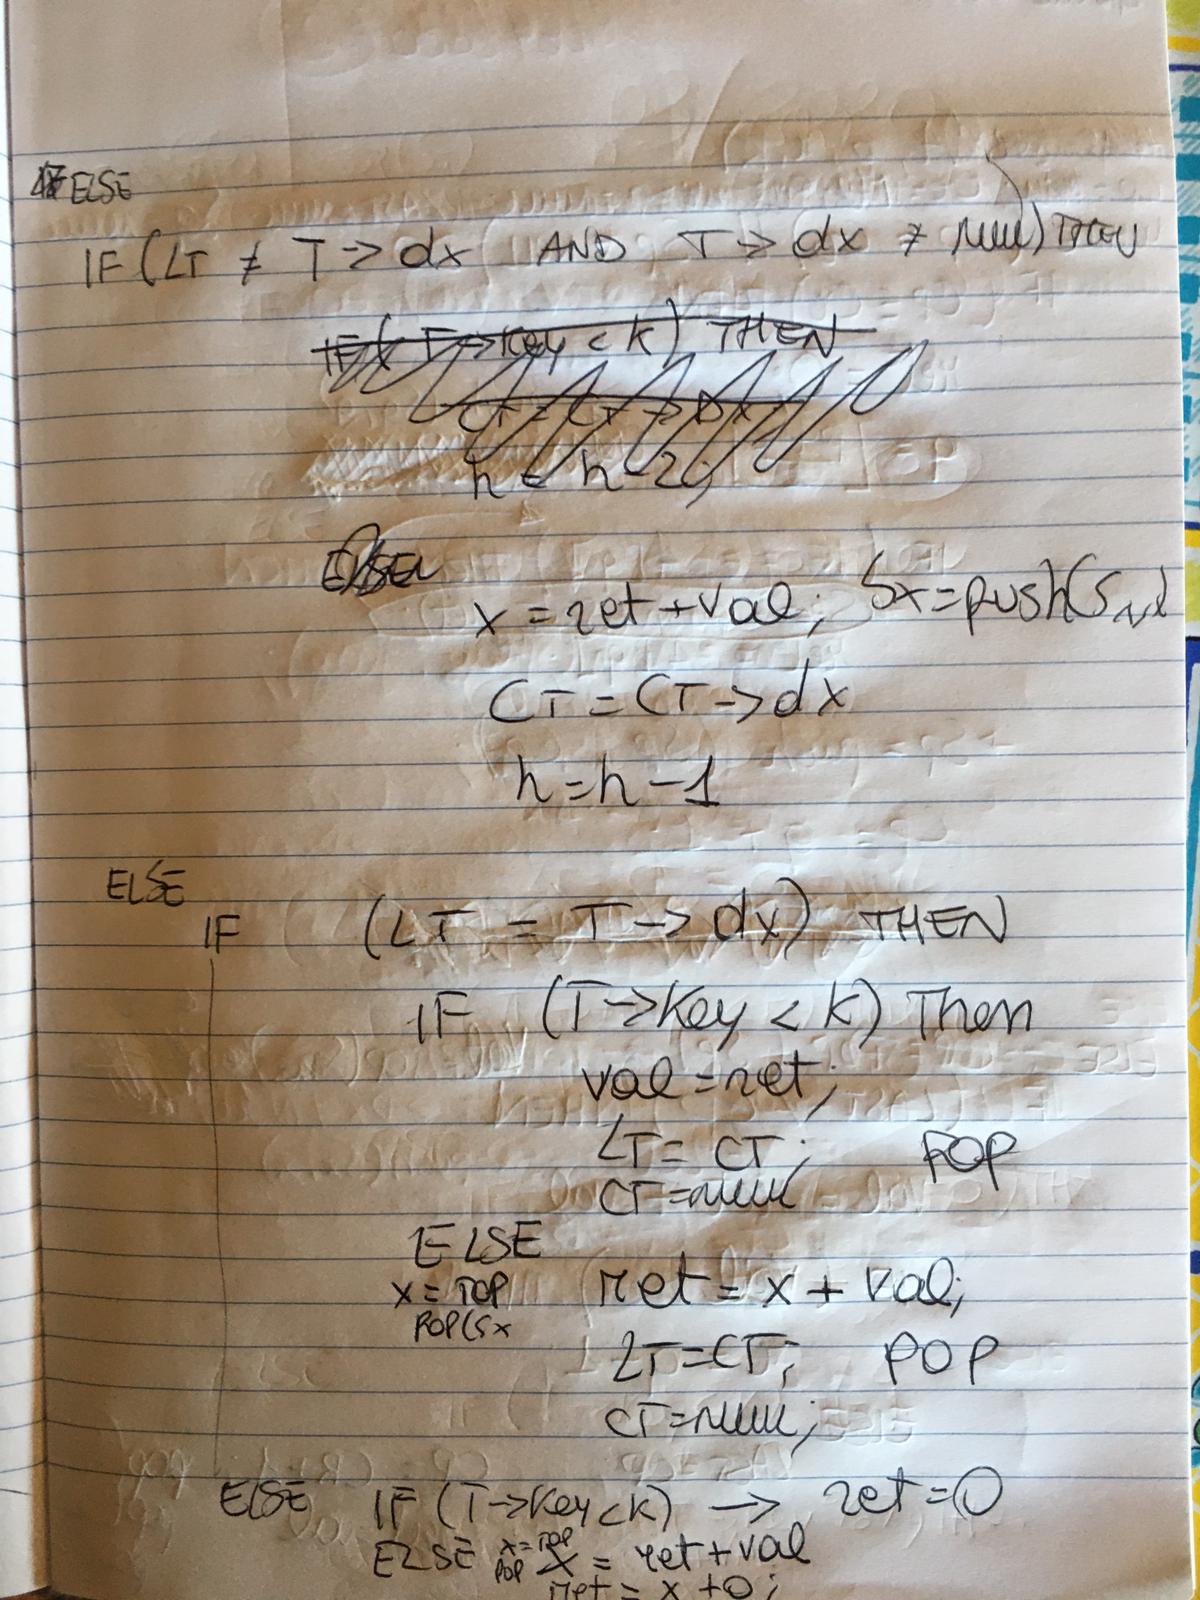 ELSE
IF (LT ≠ T -> dx AND T -> dx ≠ NULL) THEN
IF( T->Key < K) THEN
CT = CT -> Dx
h = h-2;
ELSE
x = ret + val; Sx=push(S,x)
CT = CT -> dx
h = h - 1
ELSE
IF (LT = T -> dx) THEN
IF (T->Key < K) Then
val = ret;
LT = CT; POP
CT = NULL
ELSE
x = TOP ret = x + val;
POP(Sx
LT = CT; POP
CT = NULL;
ELSE IF (T->Key<K) -> ret = 0
ELSE x = TOP x = ret + val
POP
ret = x + 0;